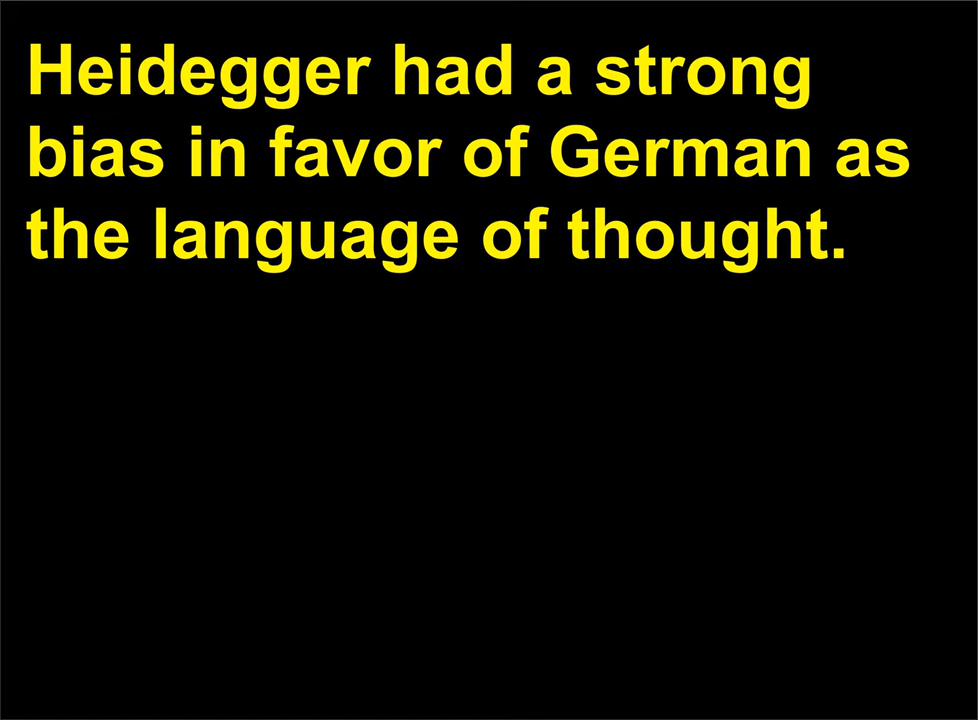 Heidegger had a strong
bias in favor of German as
the language of thought.